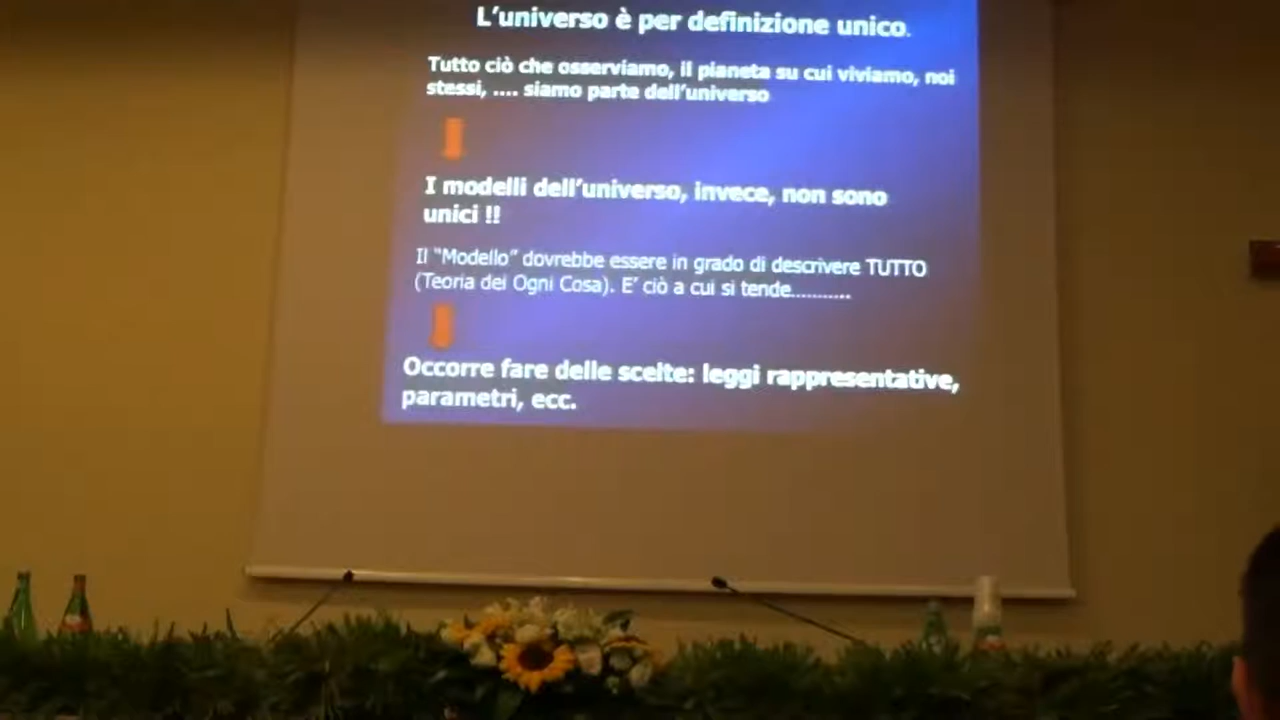 L'universo è per definizione unico.
Tutto ciò che osserviamo, il pianeta su cui viviamo, noi
stessi, .... siamo parte dell'universo
I modelli dell'universo, invece, non sono
unici !!
Il "Modello" dovrebbe essere in grado di descrivere TUTTO
(Teoria dei Ogni Cosa). E' ciò a cui si tende...........
Occorre fare delle scelte: leggi rappresentative,
parametri, ecc.